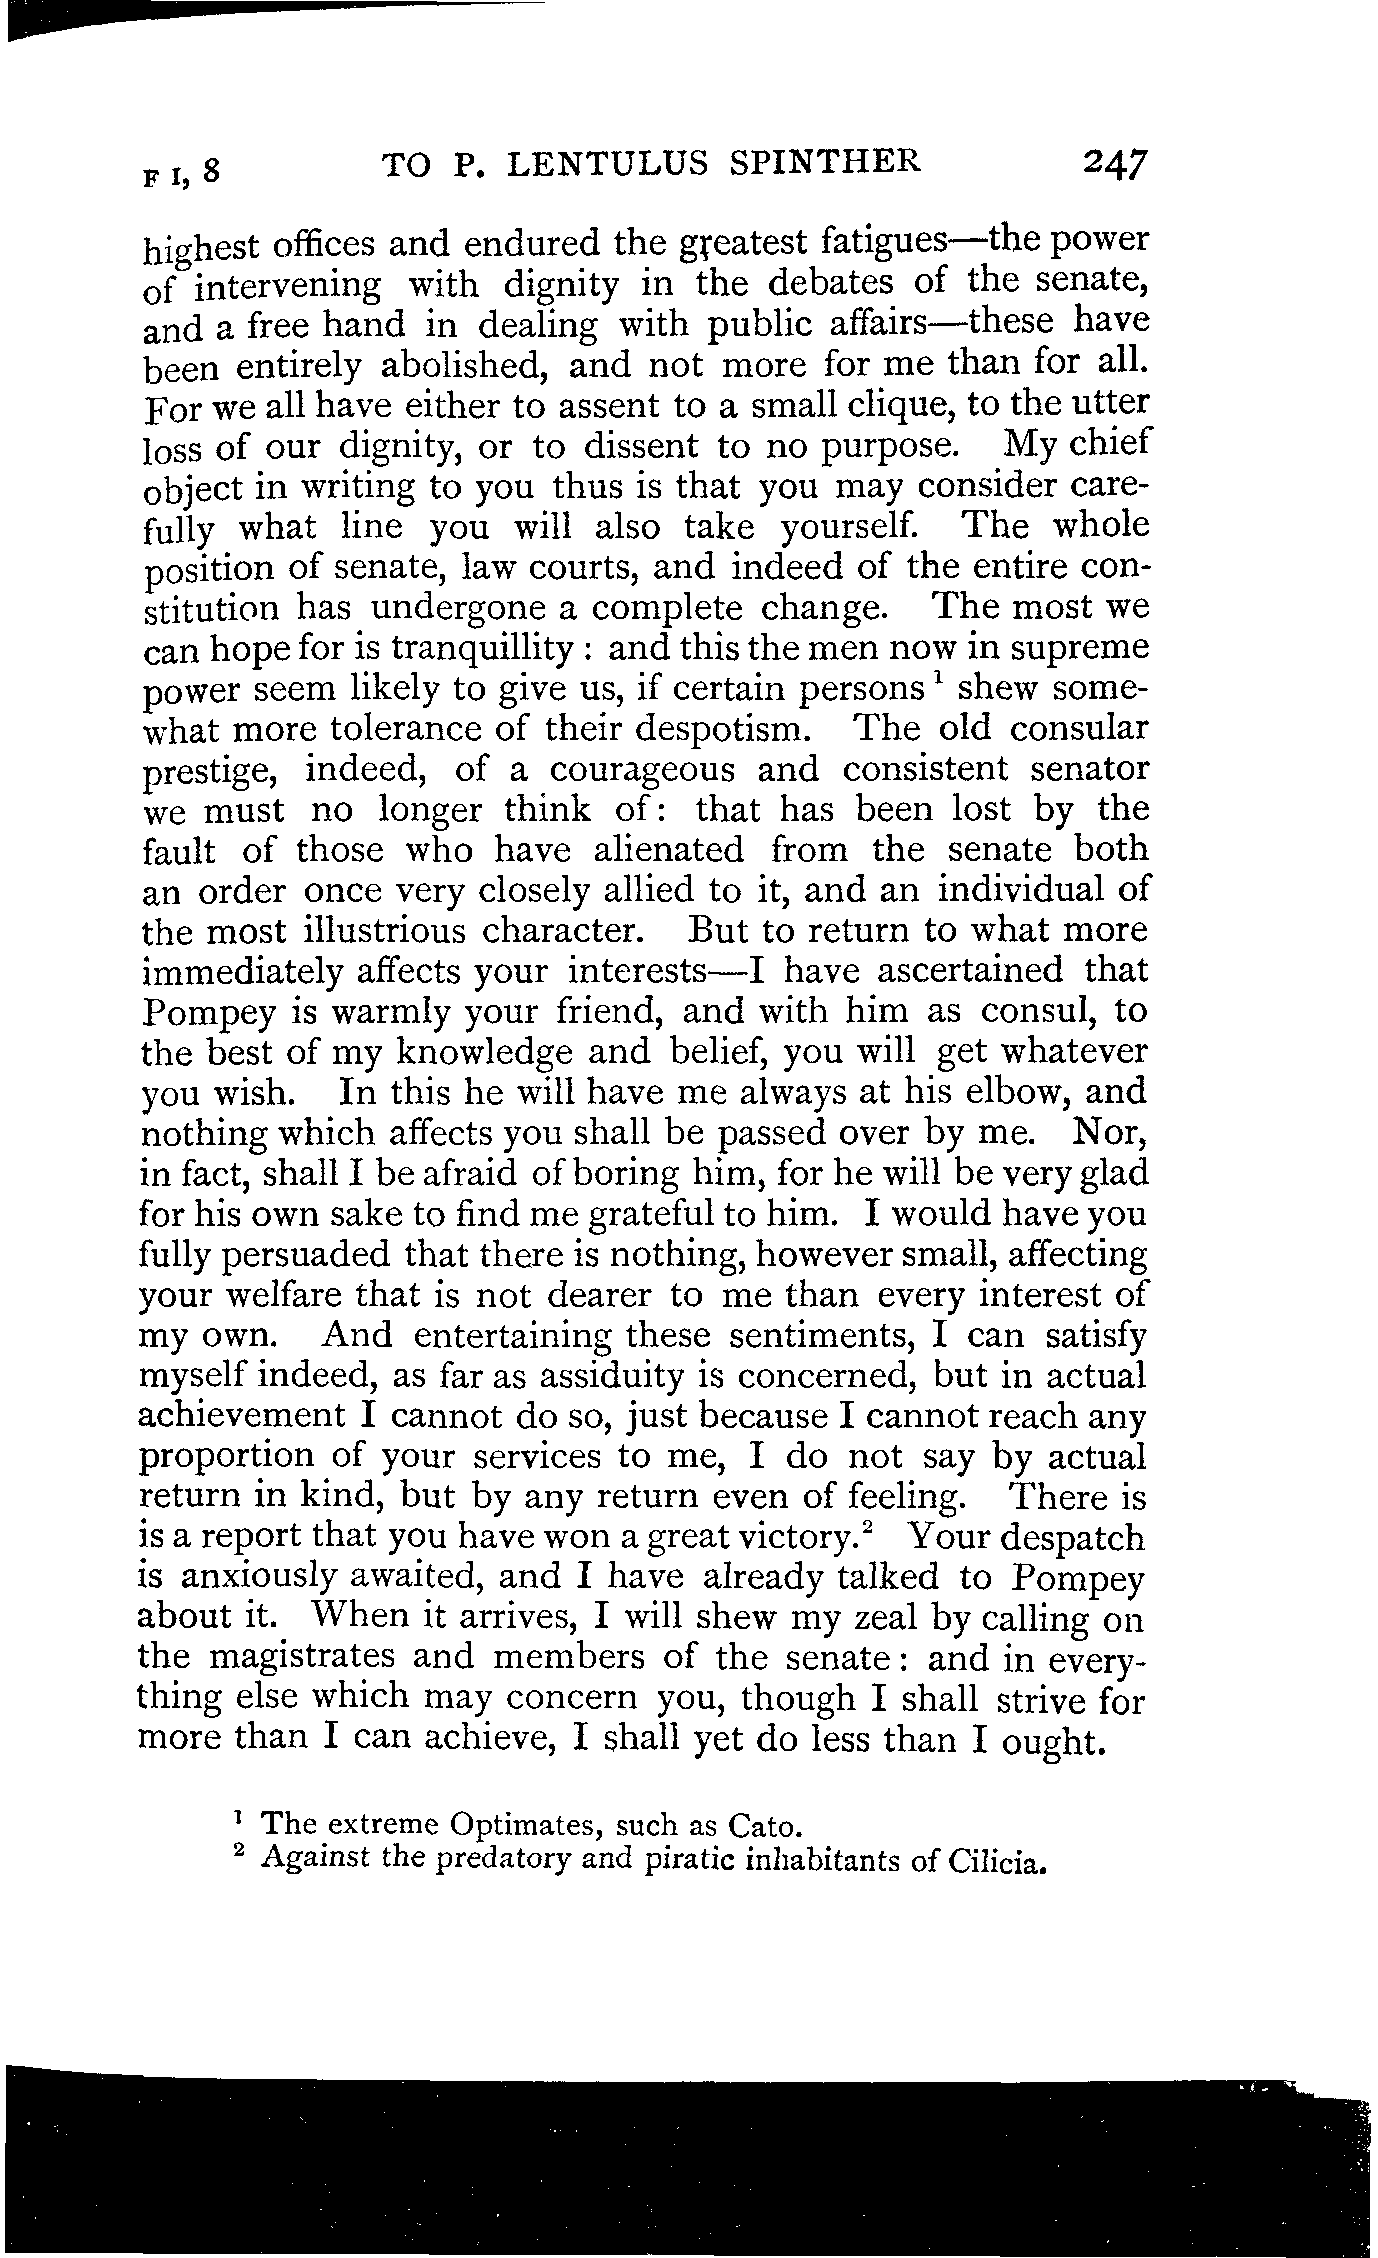 F I, 8 TO P. LENTULUS SPINTHER 247
highest offices and endured the greatest fatigues—the power
of intervening with dignity in the debates of the senate,
and a free hand in dealing with public affairs—these have
been entirely abolished, and not more for me than for all.
For we all have either to assent to a small clique, to the utter
loss of our dignity, or to dissent to no purpose. My chief
object in writing to you thus is that you may consider care-
fully what line you will also take yourself. The whole
position of senate, law courts, and indeed of the entire con-
stitution has undergone a complete change. The most we
can hope for is tranquillity : and this the men now in supreme
power seem likely to give us, if certain persons ¹ shew some-
what more tolerance of their despotism. The old consular
prestige, indeed, of a courageous and consistent senator
we must no longer think of: that has been lost by the
fault of those who have alienated from the senate both
an order once very closely allied to it, and an individual of
the most illustrious character. But to return to what more
immediately affects your interests—I have ascertained that
Pompey is warmly your friend, and with him as consul, to
the best of my knowledge and belief, you will get whatever
you wish. In this he will have me always at his elbow, and
nothing which affects you shall be passed over by me. Nor,
in fact, shall I be afraid of boring him, for he will be very glad
for his own sake to find me grateful to him. I would have you
fully persuaded that there is nothing, however small, affecting
your welfare that is not dearer to me than every interest of
my own. And entertaining these sentiments, I can satisfy
myself indeed, as far as assiduity is concerned, but in actual
achievement I cannot do so, just because I cannot reach any
proportion of your services to me, I do not say by actual
return in kind, but by any return even of feeling. There is
is a report that you have won a great victory.² Your despatch
is anxiously awaited, and I have already talked to Pompey
about it. When it arrives, I will shew my zeal by calling on
the magistrates and members of the senate : and in every-
thing else which may concern you, though I shall strive for
more than I can achieve, I shall yet do less than I ought.
¹ The extreme Optimates, such as Cato.
² Against the predatory and piratic inhabitants of Cilicia.